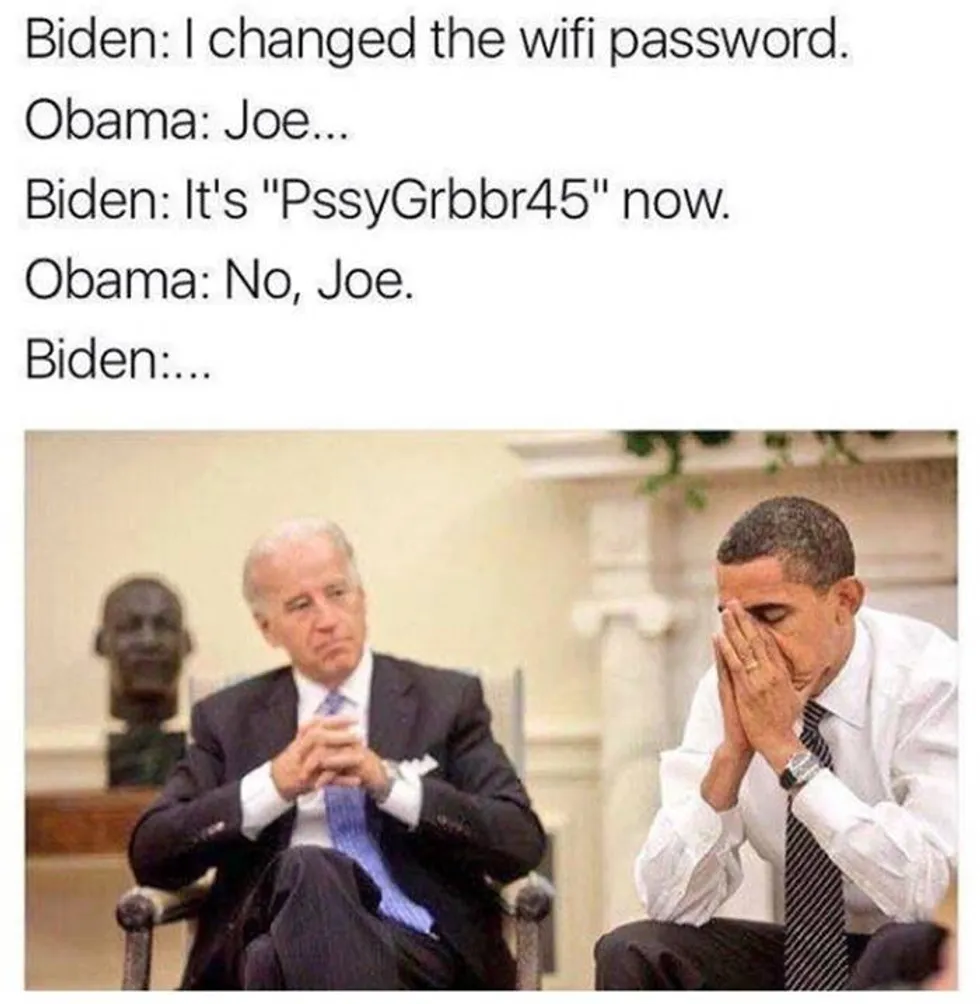 Biden: I changed the wifi password.
Obama: Joe...
Biden: It's "PssyGrbbr45" now.
Obama: No, Joe.
Biden:...